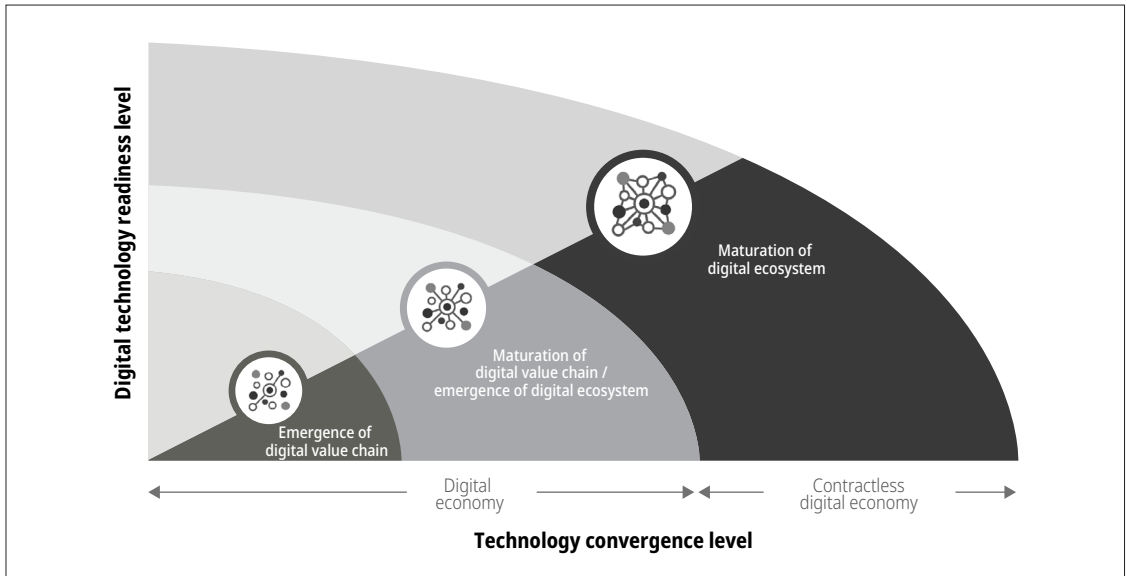 Digital technology readiness level
Maturation of
digital ecosystem
Maturation of
digital value chain /
emergence of digital ecosystem
Emergence of
digital value chain
Digital
economy
Contractless
digital economy
Technology convergence level